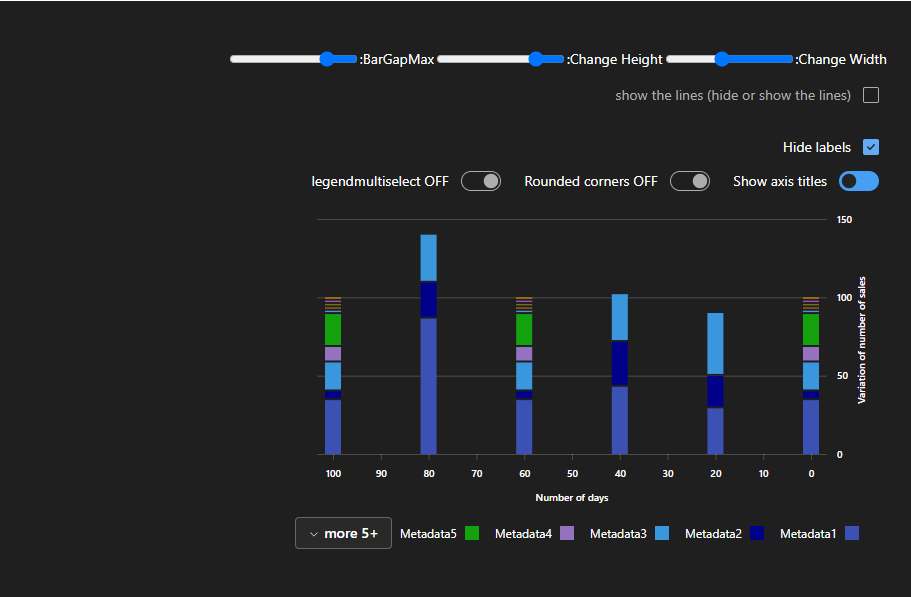 :BarGapMax :Change Height :Change Width
show the lines (hide or show the lines)
Hide labels
legendmultiselect OFF Rounded corners OFF Show axis titles
150
100
50
0
Variation of number of sales
100 90 80 70 60 50 40 30 20 10 0
Number of days
more 5+ Metadata5 Metadata4 Metadata3 Metadata2 Metadata1